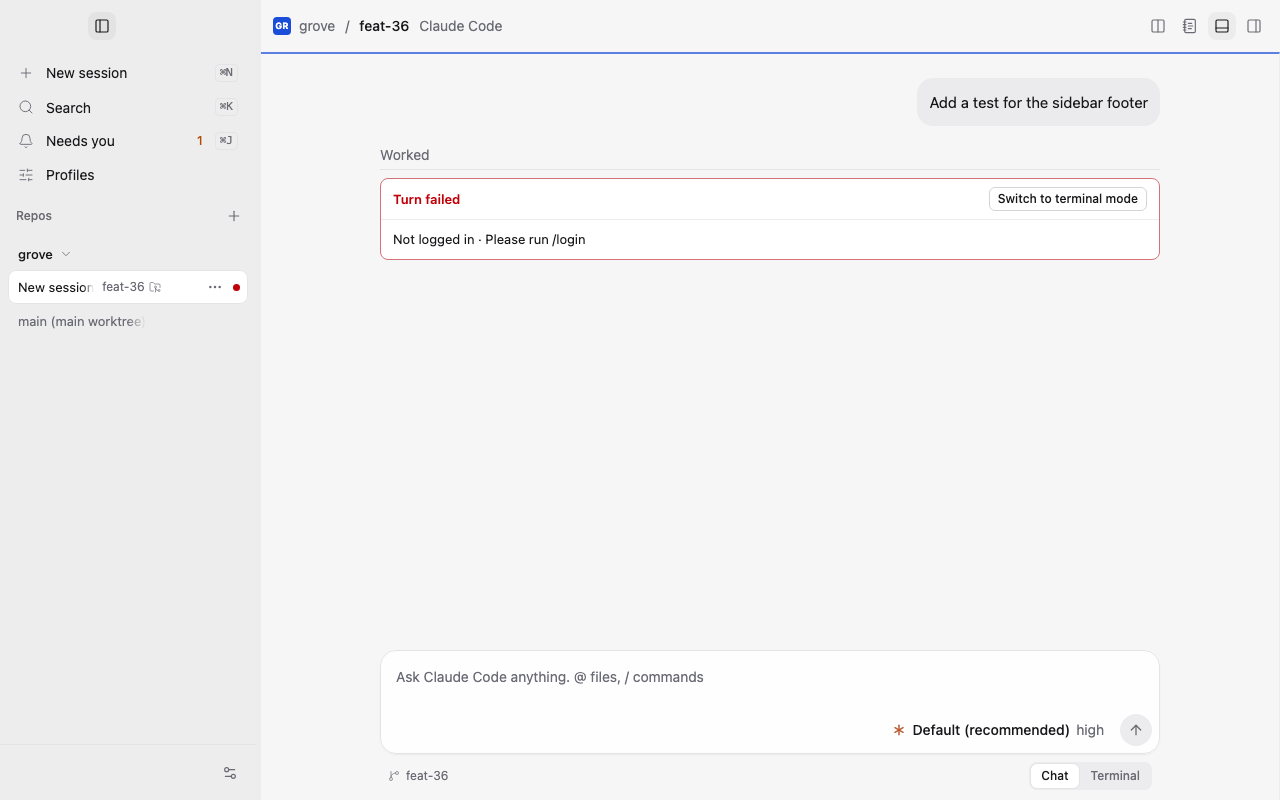 GR grove / feat-36 Claude Code
New session ⌘N
Search ⌘K
Needs you 1 ⌘J
Profiles
Repos
grove
New session feat-36
main (main worktree)
Add a test for the sidebar footer
Worked
Turn failed Switch to terminal mode
Not logged in · Please run /login
Ask Claude Code anything. @ files, / commands
Default (recommended) high
feat-36 Chat Terminal